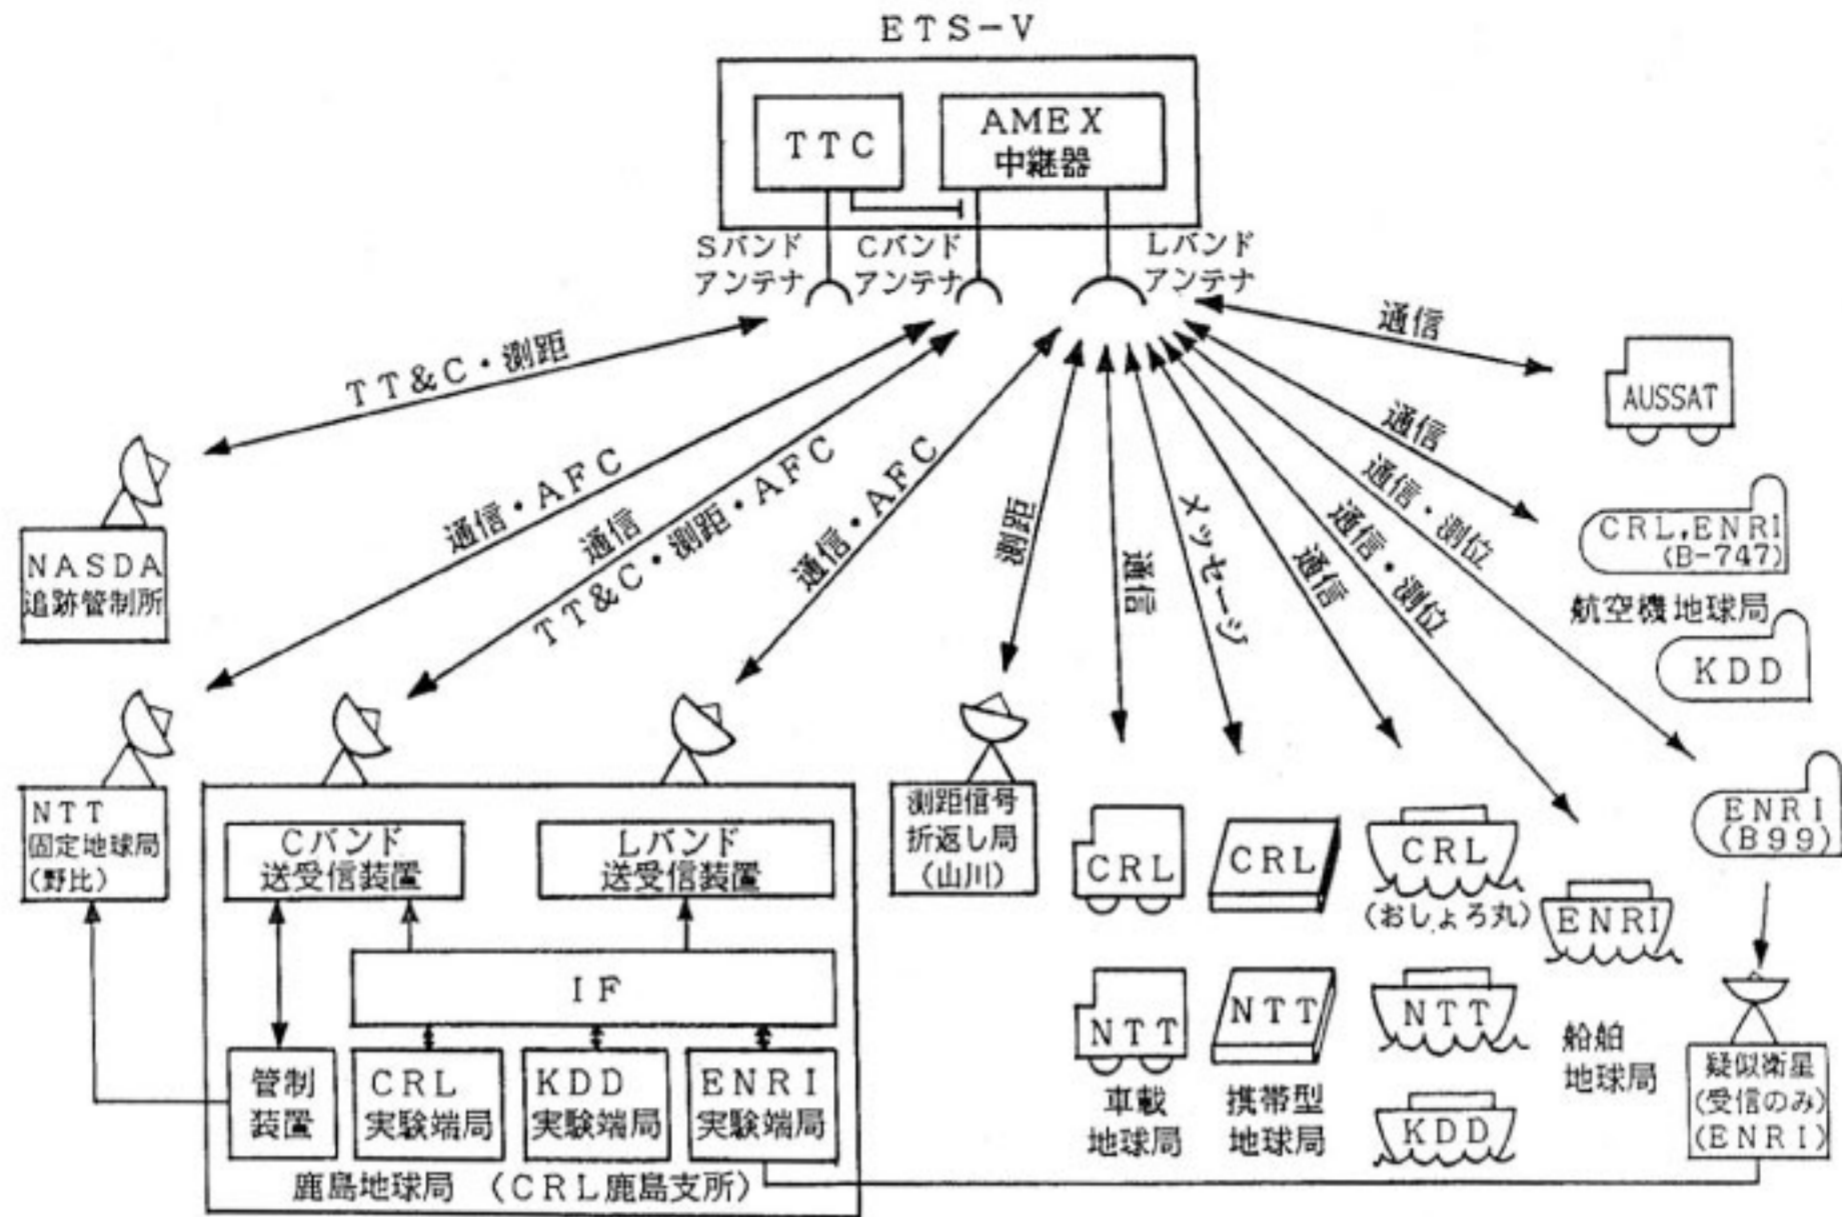 ETS-V
TTC
AMEX
中継器
Sバンド
アンテナ
Cバンド
アンテナ
Lバンド
アンテナ
TT&C・測距
通信・AFC
通信
TT&C・測距・AFC
通信・AFC
測距
通信
メッセージ
通信
通信・測位
通信・測位
通信
通信
AUSSAT
CRL,ENRI
(B-747)
航空機地球局
KDD
ENRI
(B99)
NASDA
追跡管制所
NTT
固定地球局
(野比)
Cバンド
送受信装置
Lバンド
送受信装置
IF
管制
装置
CRL
実験端局
KDD
実験端局
ENRI
実験端局
鹿島地球局 (CRL鹿島支所)
測距信号
折返し局
(山川)
CRL
NTT
車載
地球局
CRL
NTT
携帯型
地球局
CRL
(おしょろ丸)
ENRI
NTT
KDD
船舶
地球局
疑似衛星
(受信のみ)
(ENRI)